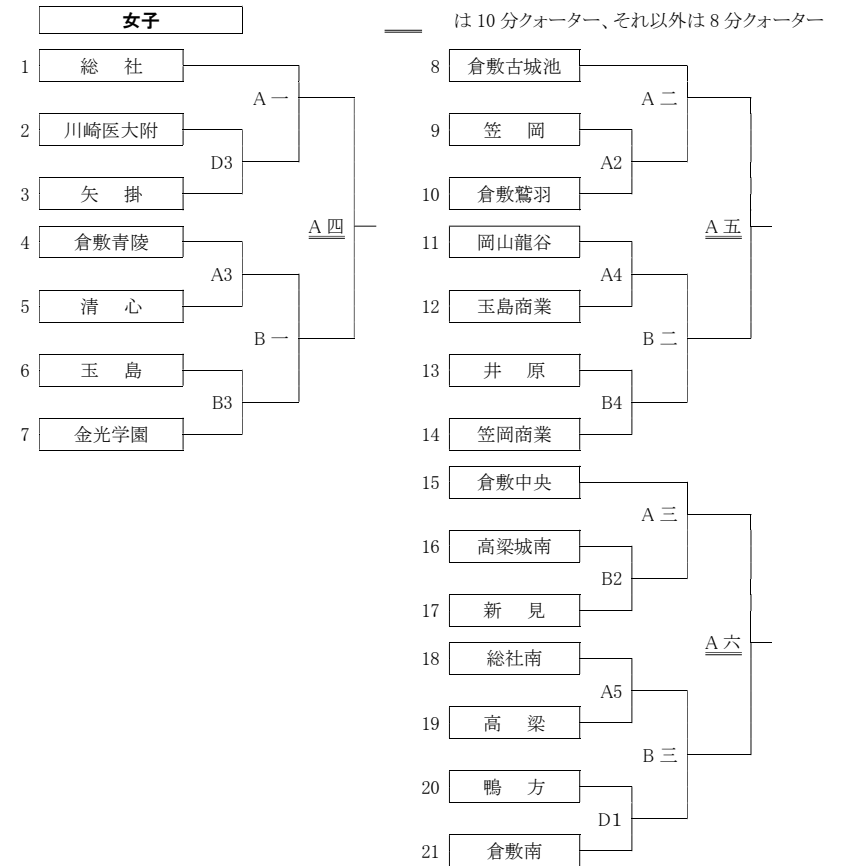 女子
は 10 分クォーター、それ以外は 8 分クォーター
1 総 社
A 一
2 川崎医大附
D3
3 矢 掛
A 四
4 倉敷青陵
A3
5 清 心
B 一
6 玉 島
B3
7 金光学園
8 倉敷古城池
A 二
9 笠 岡
A2
10 倉敷鷲羽
A 五
11 岡山龍谷
A4
12 玉島商業
B 二
13 井 原
B4
14 笠岡商業
15 倉敷中央
A 三
16 高梁城南
B2
17 新 見
A 六
18 総社南
A5
19 高 梁
B 三
20 鴨 方
D1
21 倉敷南